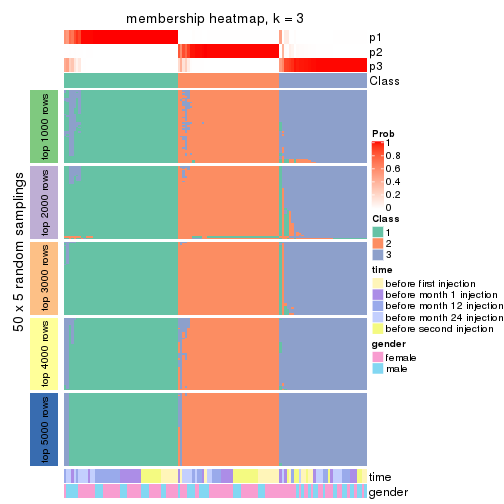 membership heatmap, k = 3
p1
p2
p3
Class
50 x 5 random samplings
top 1000 rows
top 2000 rows
top 3000 rows
top 4000 rows
top 5000 rows
time
gender
Prob
1
0.8
0.6
0.4
0.2
0
Class
1
2
3
time
before first injection
before month 1 injection
before month 12 injection
before month 24 injection
before second injection
gender
female
male